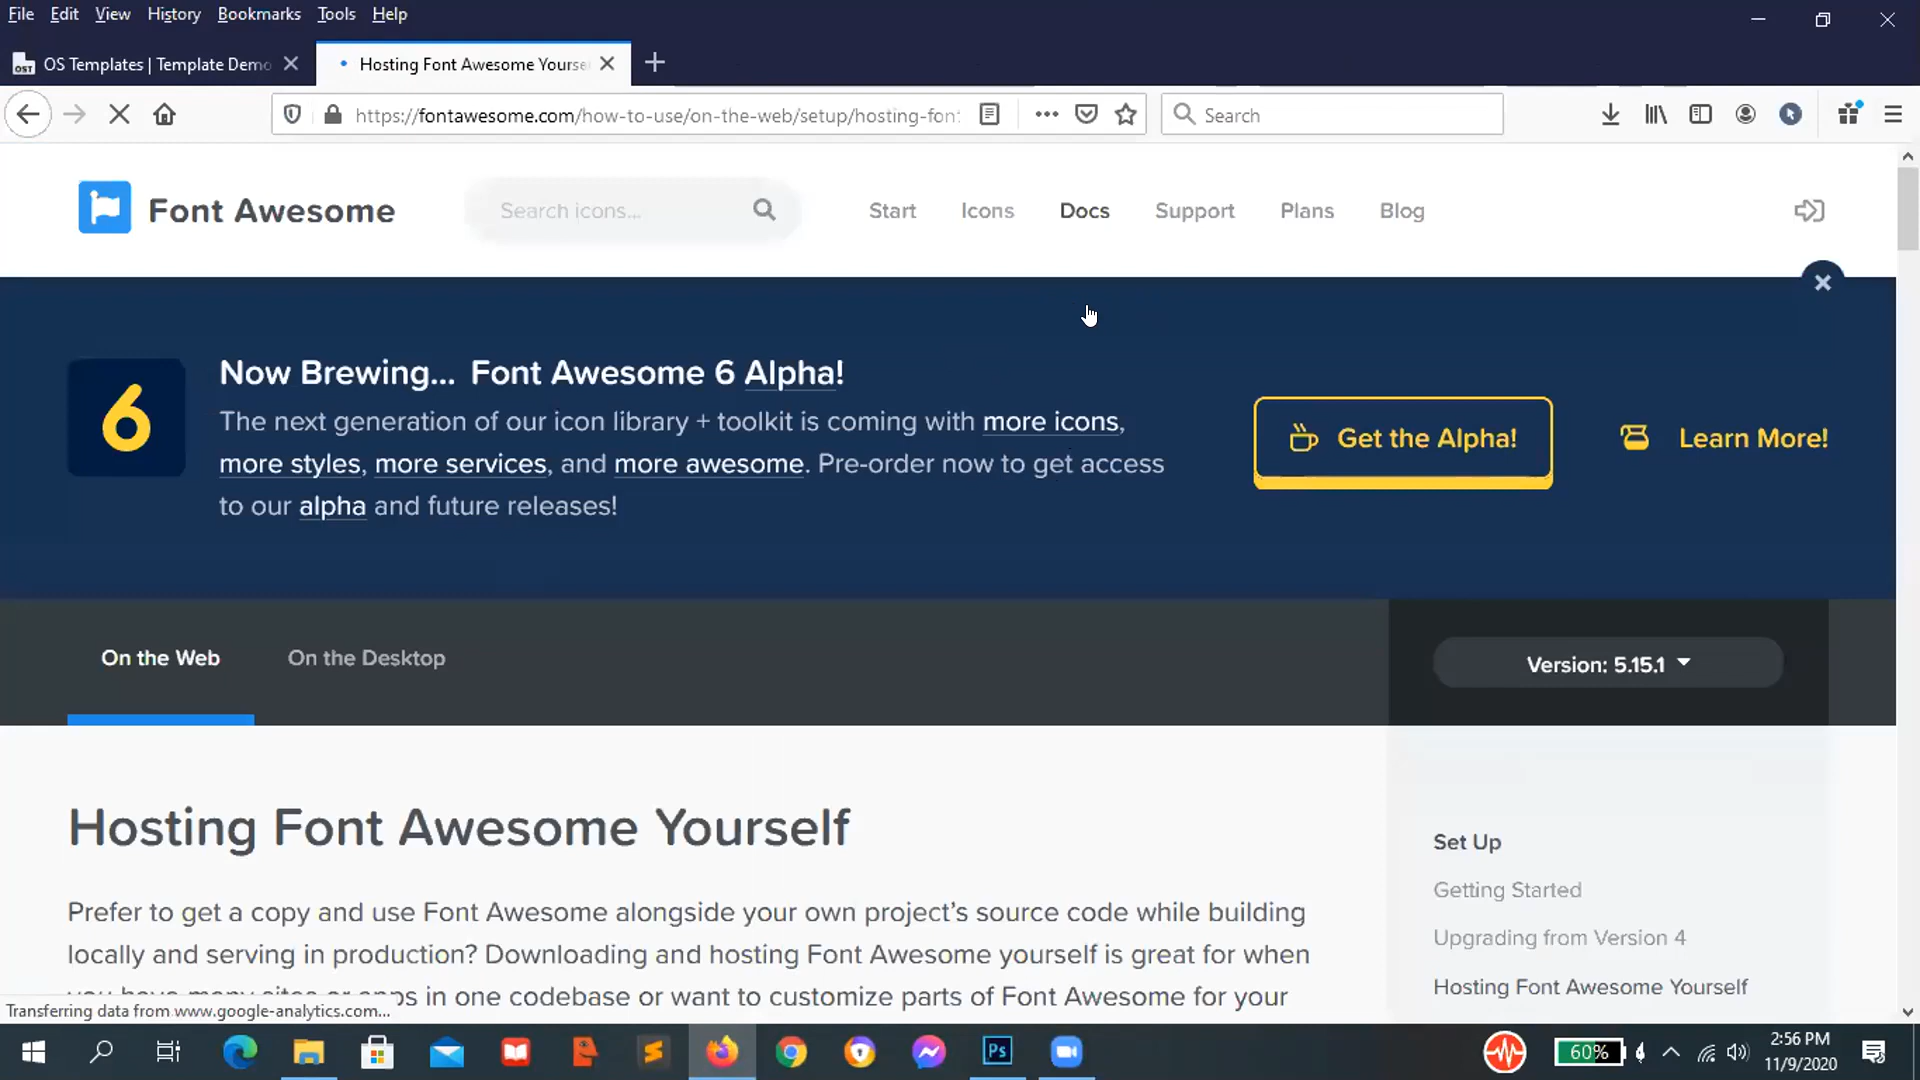 File Edit View History Bookmarks Tools Help
OST OS Templates | Template Demo
Hosting Font Awesome Yourse
https://fontawesome.com/how-to-use/on-the-web/setup/hosting-font
Search
Font Awesome
Search icons...
Start Icons Docs Support Plans Blog
6
Now Brewing... Font Awesome 6 Alpha!
The next generation of our icon library + toolkit is coming with more icons,
more styles, more services, and more awesome. Pre-order now to get access
to our alpha and future releases!
Get the Alpha!
Learn More!
On the Web On the Desktop
Version: 5.15.1
Hosting Font Awesome Yourself
Prefer to get a copy and use Font Awesome alongside your own project's source code while building
locally and serving in production? Downloading and hosting Font Awesome yourself is great for when
you have many sites or apps in one codebase or want to customize parts of Font Awesome for your
Set Up
Getting Started
Upgrading from Version 4
Hosting Font Awesome Yourself
Transferring data from www.google-analytics.com...
Ps
60%
2:56 PM
11/9/2020